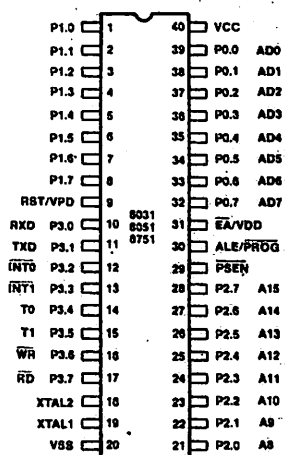 P1.0 1 40 VCC
P1.1 2 39 P0.0 AD0
P1.2 3 38 P0.1 AD1
P1.3 4 37 P0.2 AD2
P1.4 5 36 P0.3 AD3
P1.5 6 35 P0.4 AD4
P1.6 7 34 P0.5 AD5
P1.7 8 33 P0.6 AD6
RST/VPD 9 32 P0.7 AD7
RXD P3.0 10 8031 31 E̅A̅/VDD
TXD P3.1 11 8051 30 ALE/P̅R̅O̅G̅
I̅N̅T̅0̅ P3.2 12 8751 29 P̅S̅E̅N̅
I̅N̅T̅1̅ P3.3 13 28 P2.7 A15
T0 P3.4 14 27 P2.6 A14
T1 P3.5 15 26 P2.5 A13
W̅R̅ P3.6 16 25 P2.4 A12
R̅D̅ P3.7 17 24 P2.3 A11
XTAL2 18 23 P2.2 A10
XTAL1 19 22 P2.1 A9
VSS 20 21 P2.0 A8